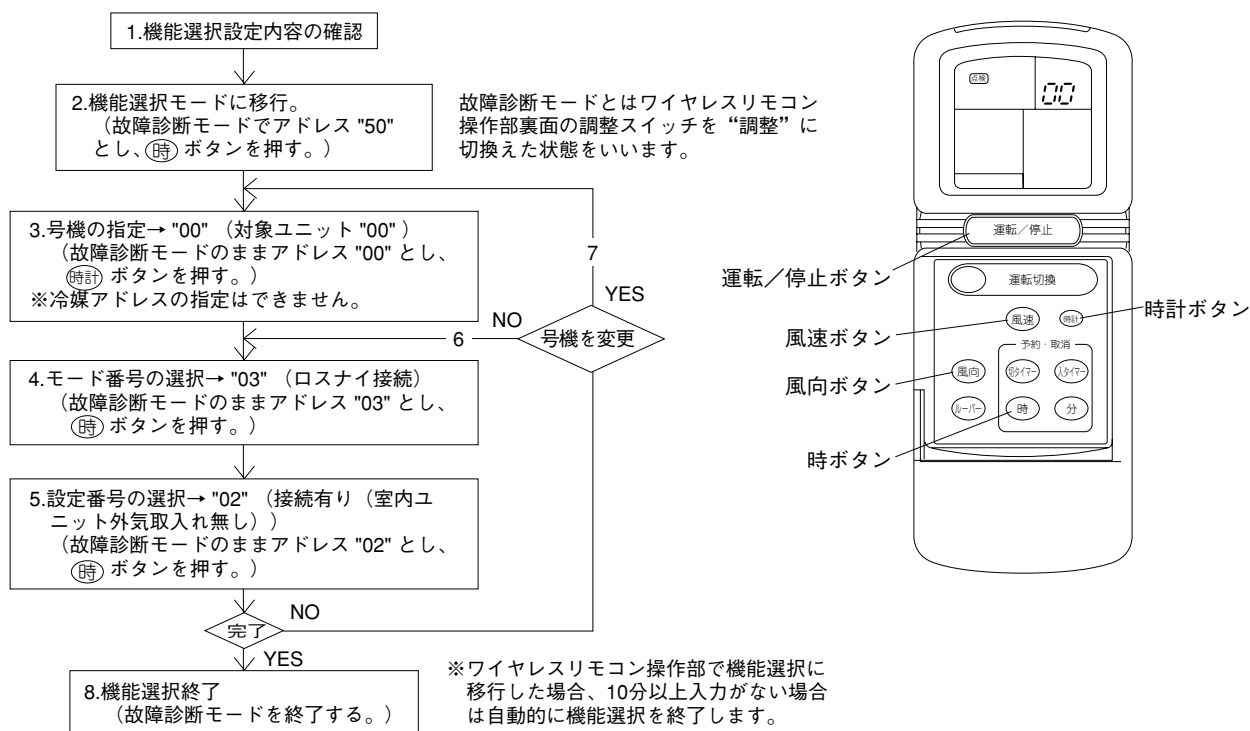 1.機能選択設定内容の確認
2.機能選択モードに移行。
（故障診断モードでアドレス "50"
とし、時 ボタンを押す。）
故障診断モードとはワイヤレスリモコン
操作部裏面の調整スイッチを“調整”に
切換えた状態をいいます。
3.号機の指定→ "00" （対象ユニット "00" ）
（故障診断モードのままアドレス "00" とし、
時計 ボタンを押す。）
※冷媒アドレスの指定はできません。
7
YES
NO
6
号機を変更
4.モード番号の選択→ "03" （ロスナイ接続）
（故障診断モードのままアドレス "03" とし、
時 ボタンを押す。）
5.設定番号の選択→ "02" （接続有り（室内ユ
ニット外気取入れ無し））
（故障診断モードのままアドレス "02" とし、
時 ボタンを押す。）
NO
完了
YES
8.機能選択終了
（故障診断モードを終了する。）
※ワイヤレスリモコン操作部で機能選択に
移行した場合、10分以上入力がない場合
は自動的に機能選択を終了します。
点検
00
運転／停止
運転切換
風速
時計
予約・取消
風向
切タイマー
入タイマー
ルーバー
時
分
運転／停止ボタン
風速ボタン
風向ボタン
時ボタン
時計ボタン